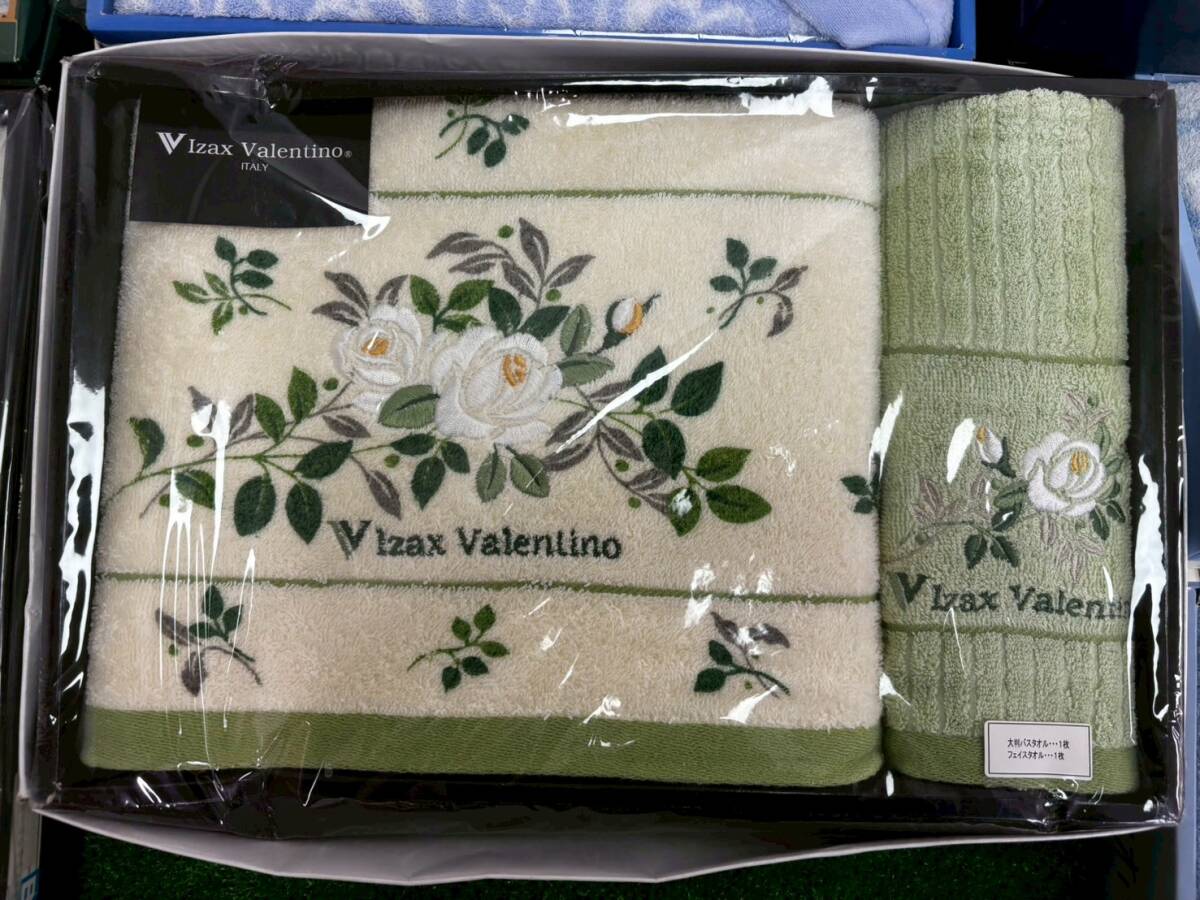 V Izax Valentino®
ITALY
V Izax Valentino
V Izax Valentin
大判バスタオル・・・1枚
フェイスタオル・・・1枚